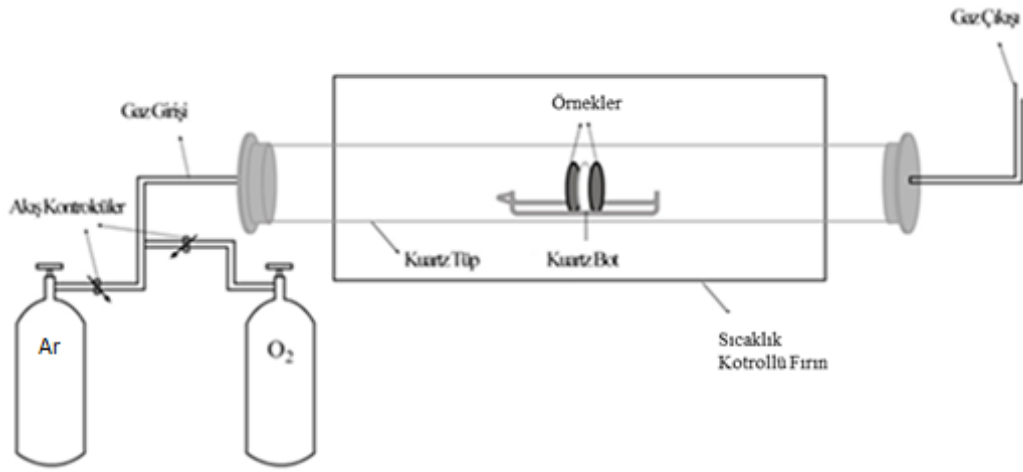 Gaz Çıkışı
Örnekler
Gaz Girişi
Akış Kontrolcüler
Kuartz Tüp
Kuartz Bot
Ar
O₂
Sıcaklık
Kotrollü Fırın